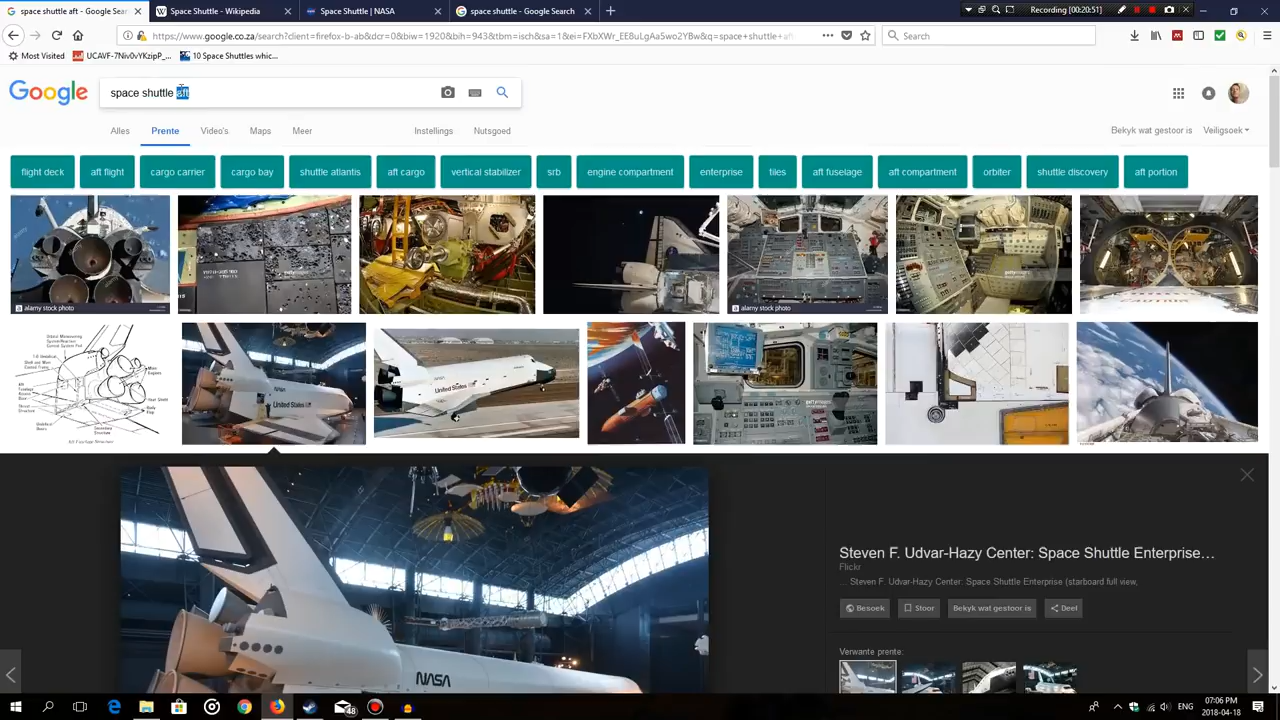 space shuttle aft - Google S
Space Shuttle - Wikipedia
Space Shuttle | NASA
space shuttle - Google Search
Recording [00:20:51]
https://www.google.co.za/search?client=firefox-b-ab&dcr=0&biw=1920&bih=943&tbm=isch&sa=1&ei=FXbXWr_EE8uLgAa5wo2YBw&q=space+shuttle+af
Search
Most Visited
UCAVF-7Niv0vYKzipP_...
10 Space Shuttles whic...
Google
space shuttle aft
Alles
Prente
Video's
Maps
Meer
Instellings
Nutsgoed
Bekyk wat gestoor is
Veiligsoek
flight deck
aft flight
cargo carrier
cargo bay
shuttle atlantis
aft cargo
vertical stabilizer
srb
engine compartment
enterprise
tiles
aft fuselage
aft compartment
orbiter
shuttle discovery
aft portion
alamy stock photo
gettyimages
alamy stock photo
gettyimages
United States
NASA
Steven F. Udvar-Hazy Center: Space Shuttle Enterprise…
Flickr
... Steven F. Udvar-Hazy Center: Space Shuttle Enterprise (starboard full view,
Besoek
Stoor
Bekyk wat gestoor is
Deel
Verwante prente:
48
ENG
07:06 PM
2018-04-18